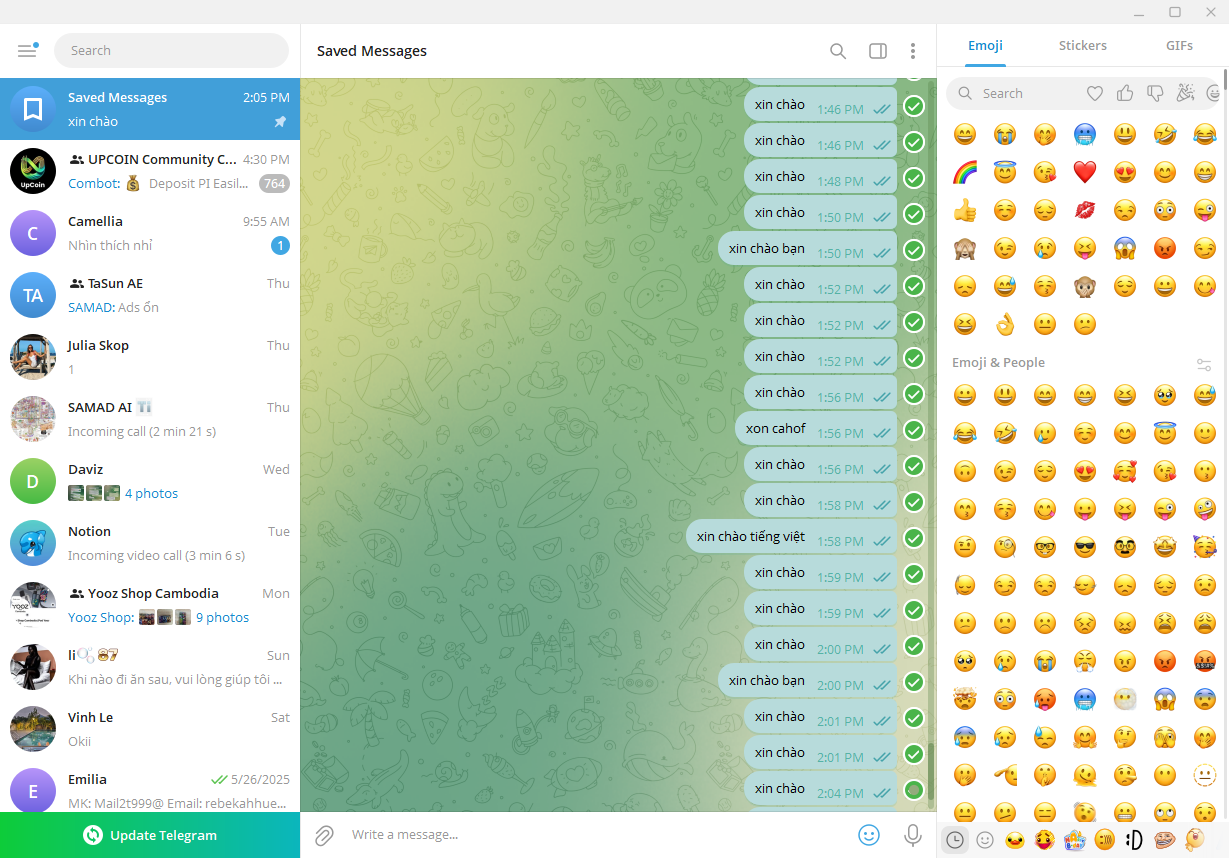 Search
Saved Messages 2:05 PM
xin chào
UPCOIN Community C... 4:30 PM
Combot: 💰 Deposit PI Easil... 764
Camellia 9:55 AM
Nhìn thích nhỉ 1
TaSun AE Thu
SAMAD: Ads ổn
Julia Skop Thu
1
SAMAD AI Thu
Incoming call (2 min 21 s)
Daviz Wed
4 photos
Notion Tue
Incoming video call (3 min 6 s)
Yooz Shop Cambodia Mon
Yooz Shop: 9 photos
li Sun
Khi nào đi ăn sau, vui lòng giúp tôi ...
Vinh Le Sat
Okii
Emilia 5/26/2025
MK: Mail2t999@ Email: rebekahhue...
Update Telegram
UpCoin
C
TA
D
E
Saved Messages
xin chào 1:46 PM
xin chào 1:46 PM
xin chào 1:48 PM
xin chào 1:50 PM
xin chào bạn 1:50 PM
xin chào 1:52 PM
xin chào 1:52 PM
xin chào 1:52 PM
xin chào 1:56 PM
xon cahof 1:56 PM
xin chào 1:56 PM
xin chào 1:58 PM
xin chào tiếng việt 1:58 PM
xin chào 1:59 PM
xin chào 1:59 PM
xin chào 2:00 PM
xin chào bạn 2:00 PM
xin chào 2:01 PM
xin chào 2:01 PM
xin chào 2:04 PM
Write a message...
Emoji Stickers GIFs
Search
Emoji & People